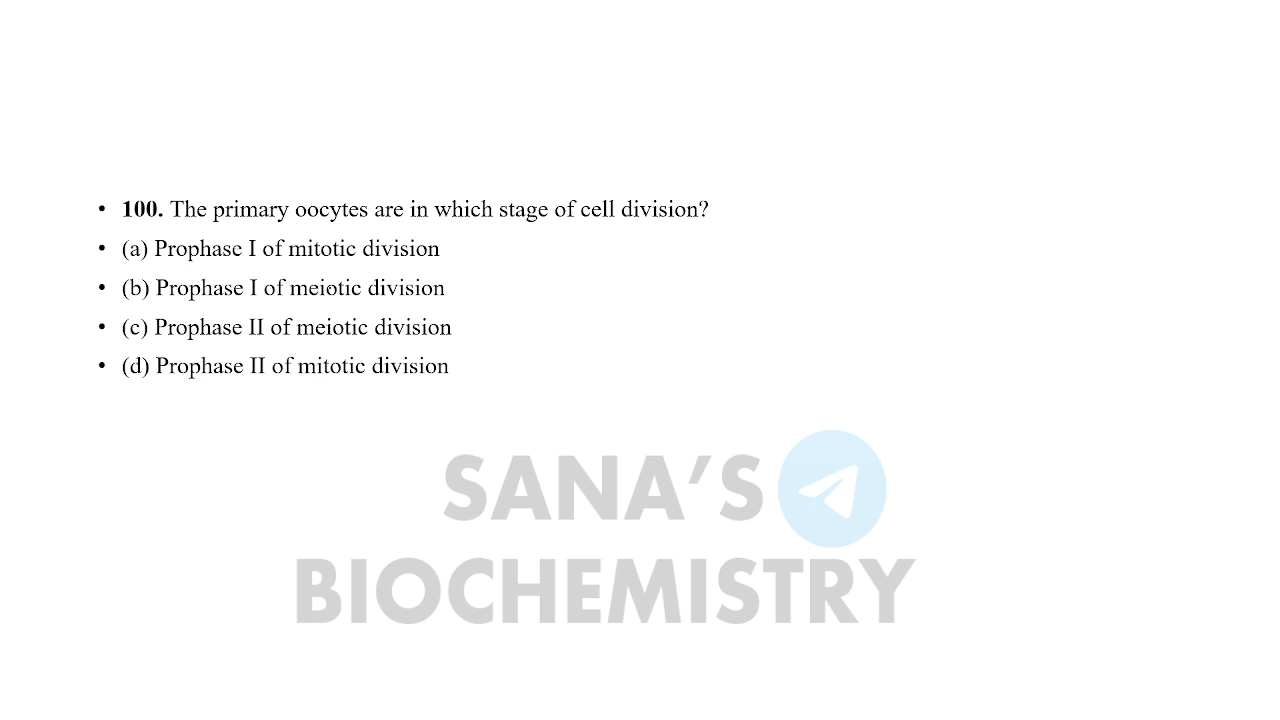 • 100. The primary oocytes are in which stage of cell division?
• (a) Prophase I of mitotic division
• (b) Prophase I of meiotic division
• (c) Prophase II of meiotic division
• (d) Prophase II of mitotic division
SANA'S
BIOCHEMISTRY